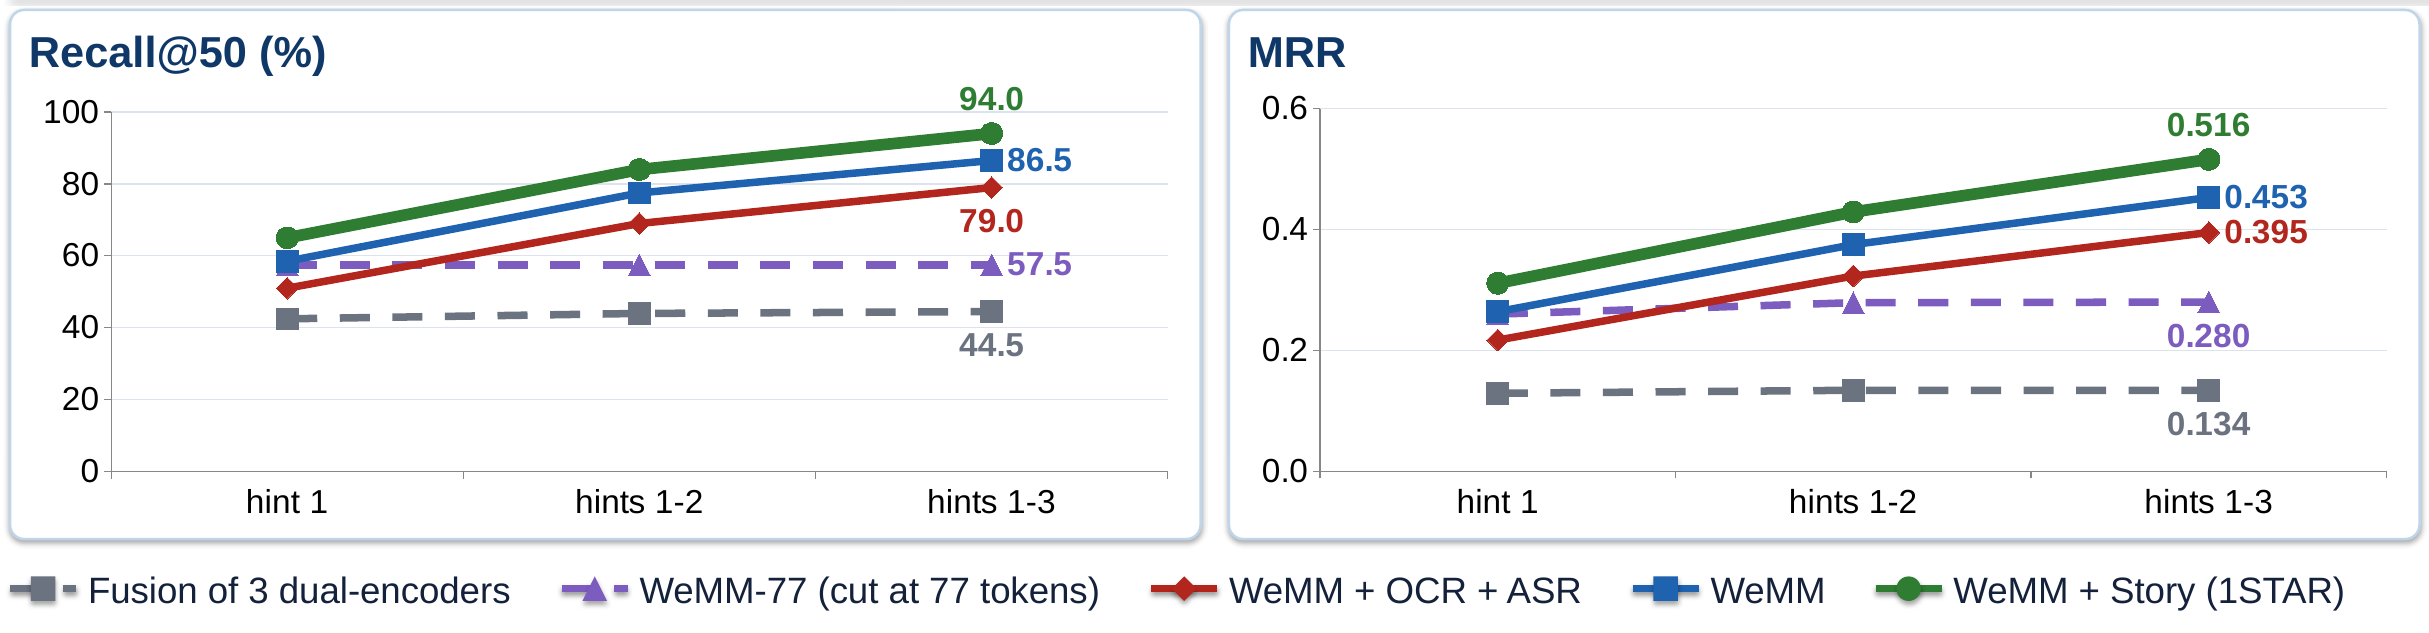 Recall@50 (%)
100
80
60
40
20
0
94.0
86.5
79.0
57.5
44.5
hint 1
hints 1-2
hints 1-3
MRR
0.6
0.4
0.2
0.0
0.516
0.453
0.395
0.280
0.134
hint 1
hints 1-2
hints 1-3
Fusion of 3 dual-encoders
WeMM-77 (cut at 77 tokens)
WeMM + OCR + ASR
WeMM
WeMM + Story (1STAR)